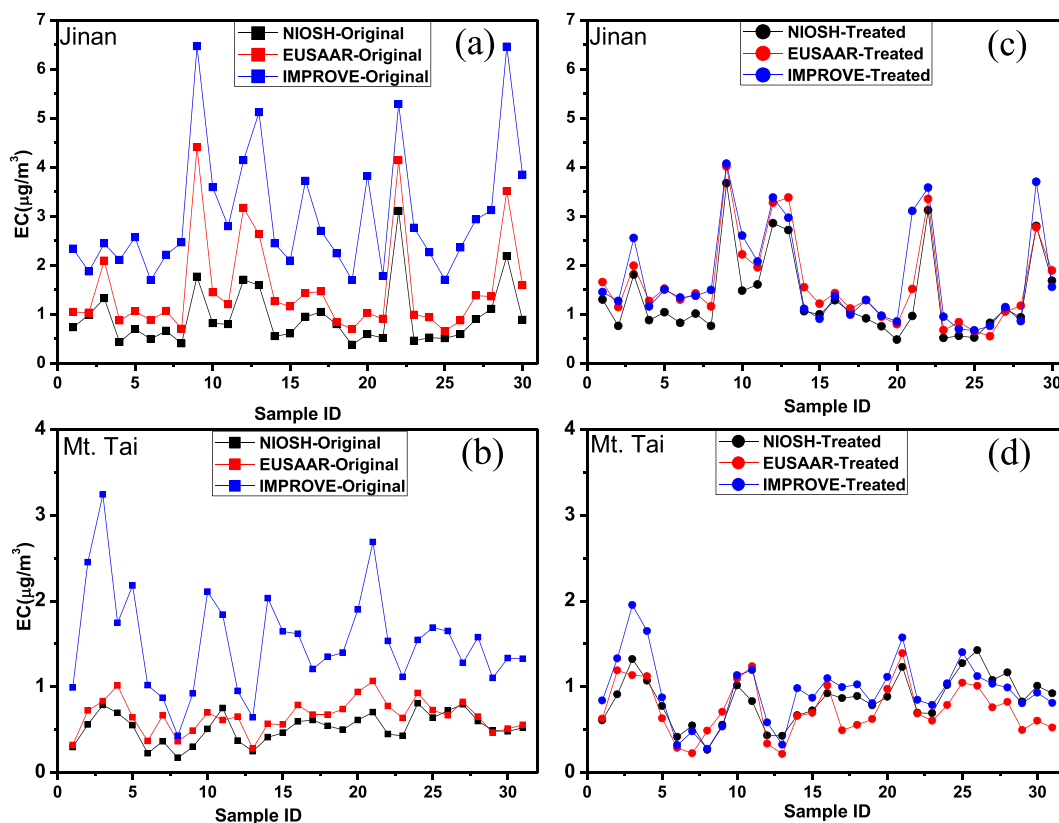 Jinan
NIOSH-Original
EUSAAR-Original
IMPROVE-Original
(a)
EC(μg/m³)
7
6
5
4
3
2
1
0
0 5 10 15 20 25 30
Sample ID
Jinan
NIOSH-Treated
EUSAAR-Treated
IMPROVE-Treated
(c)
7
6
5
4
3
2
1
0
0 5 10 15 20 25 30
Sample ID
Mt. Tai
NIOSH-Original
EUSAAR-Original
IMPROVE-Original
(b)
EC(μg/m³)
4
3
2
1
0
0 5 10 15 20 25 30
Sample ID
Mt. Tai
NIOSH-Treated
EUSAAR-Treated
IMPROVE-Treated
(d)
4
3
2
1
0
0 5 10 15 20 25 30
Sample ID